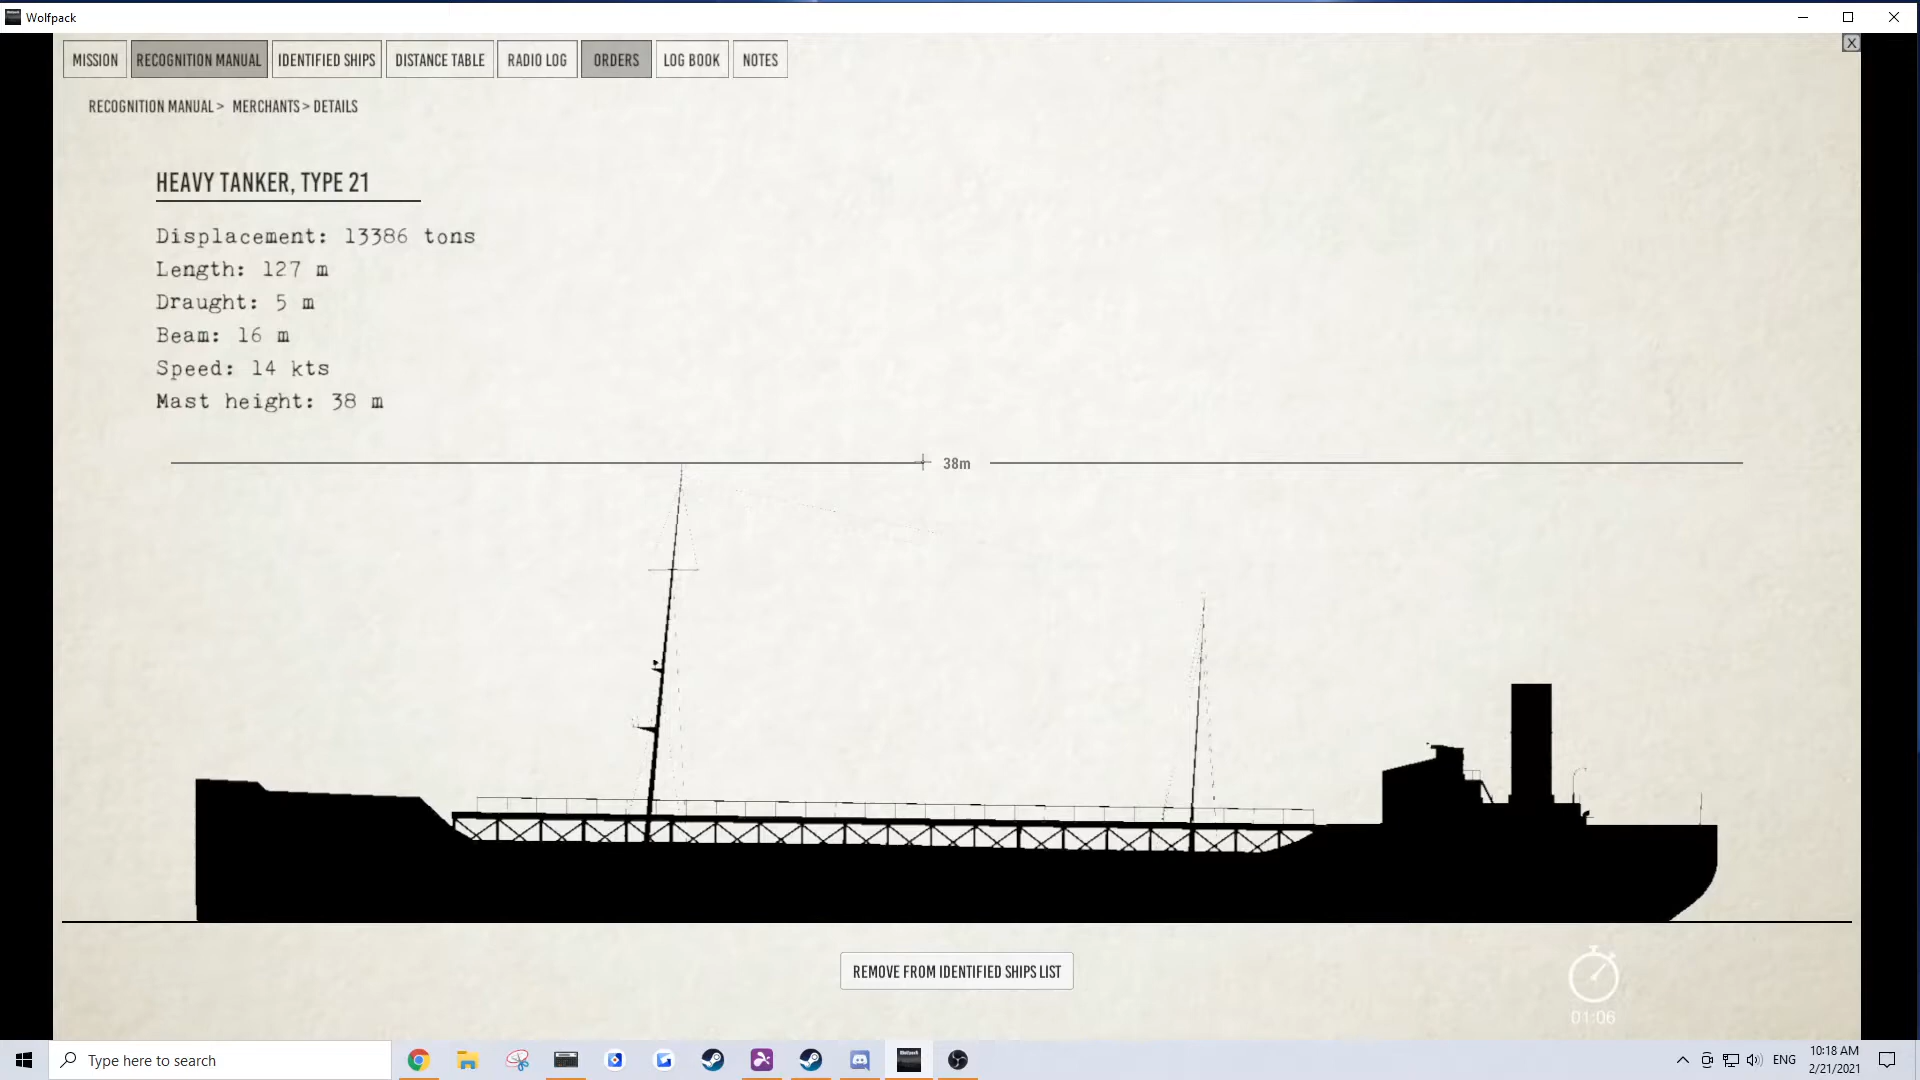 Wolfpack
MISSION RECOGNITION MANUAL IDENTIFIED SHIPS DISTANCE TABLE RADIO LOG ORDERS LOG BOOK NOTES
X
RECOGNITION MANUAL > MERCHANTS > DETAILS
HEAVY TANKER, TYPE 21
Displacement: 13386 tons
Length: 127 m
Draught: 5 m
Beam: 16 m
Speed: 14 kts
Mast height: 38 m
38m
REMOVE FROM IDENTIFIED SHIPS LIST
01:06
Type here to search
Wolfpack
ENG
10:18 AM
2/21/2021